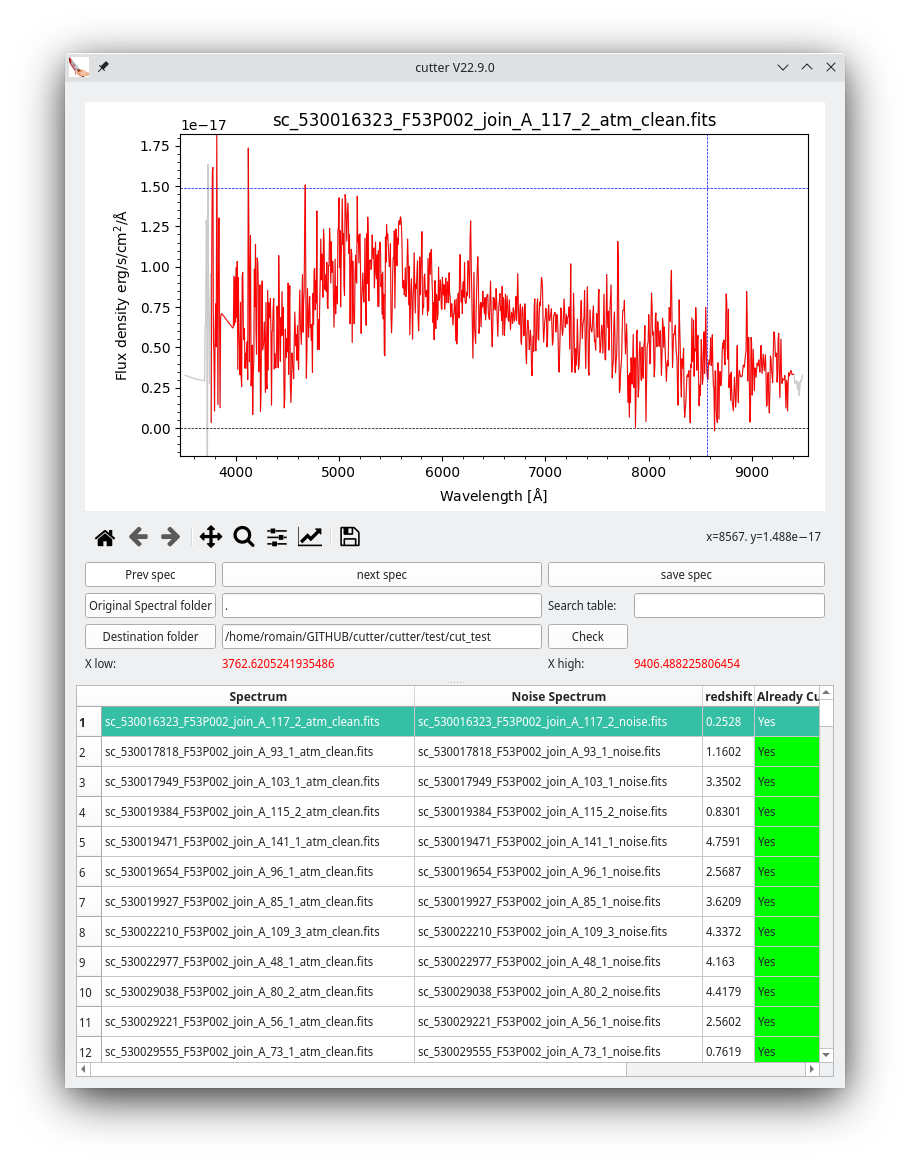 cutter V22.9.0
1e−17
sc_530016323_F53P002_join_A_117_2_atm_clean.fits
1.75
1.50
1.25
1.00
0.75
0.50
0.25
0.00
Flux density erg/s/cm²/Å
4000 5000 6000 7000 8000 9000
Wavelength [Å]
x=8567. y=1.488e−17
Prev spec next spec save spec
Original Spectral folder . Search table:
Destination folder /home/romain/GITHUB/cutter/cutter/test/cut_test Check
X low: 3762.6205241935486 X high: 9406.488225806454
Spectrum Noise Spectrum redshift Already Cu
1 sc_530016323_F53P002_join_A_117_2_atm_clean.fits sc_530016323_F53P002_join_A_117_2_noise.fits 0.2528 Yes
2 sc_530017818_F53P002_join_A_93_1_atm_clean.fits sc_530017818_F53P002_join_A_93_1_noise.fits 1.1602 Yes
3 sc_530017949_F53P002_join_A_103_1_atm_clean.fits sc_530017949_F53P002_join_A_103_1_noise.fits 3.3502 Yes
4 sc_530019384_F53P002_join_A_115_2_atm_clean.fits sc_530019384_F53P002_join_A_115_2_noise.fits 0.8301 Yes
5 sc_530019471_F53P002_join_A_141_1_atm_clean.fits sc_530019471_F53P002_join_A_141_1_noise.fits 4.7591 Yes
6 sc_530019654_F53P002_join_A_96_1_atm_clean.fits sc_530019654_F53P002_join_A_96_1_noise.fits 2.5687 Yes
7 sc_530019927_F53P002_join_A_85_1_atm_clean.fits sc_530019927_F53P002_join_A_85_1_noise.fits 3.6209 Yes
8 sc_530022210_F53P002_join_A_109_3_atm_clean.fits sc_530022210_F53P002_join_A_109_3_noise.fits 4.3372 Yes
9 sc_530022977_F53P002_join_A_48_1_atm_clean.fits sc_530022977_F53P002_join_A_48_1_noise.fits 4.163 Yes
10 sc_530029038_F53P002_join_A_80_2_atm_clean.fits sc_530029038_F53P002_join_A_80_2_noise.fits 4.4179 Yes
11 sc_530029221_F53P002_join_A_56_1_atm_clean.fits sc_530029221_F53P002_join_A_56_1_noise.fits 2.5602 Yes
12 sc_530029555_F53P002_join_A_73_1_atm_clean.fits sc_530029555_F53P002_join_A_73_1_noise.fits 0.7619 Yes